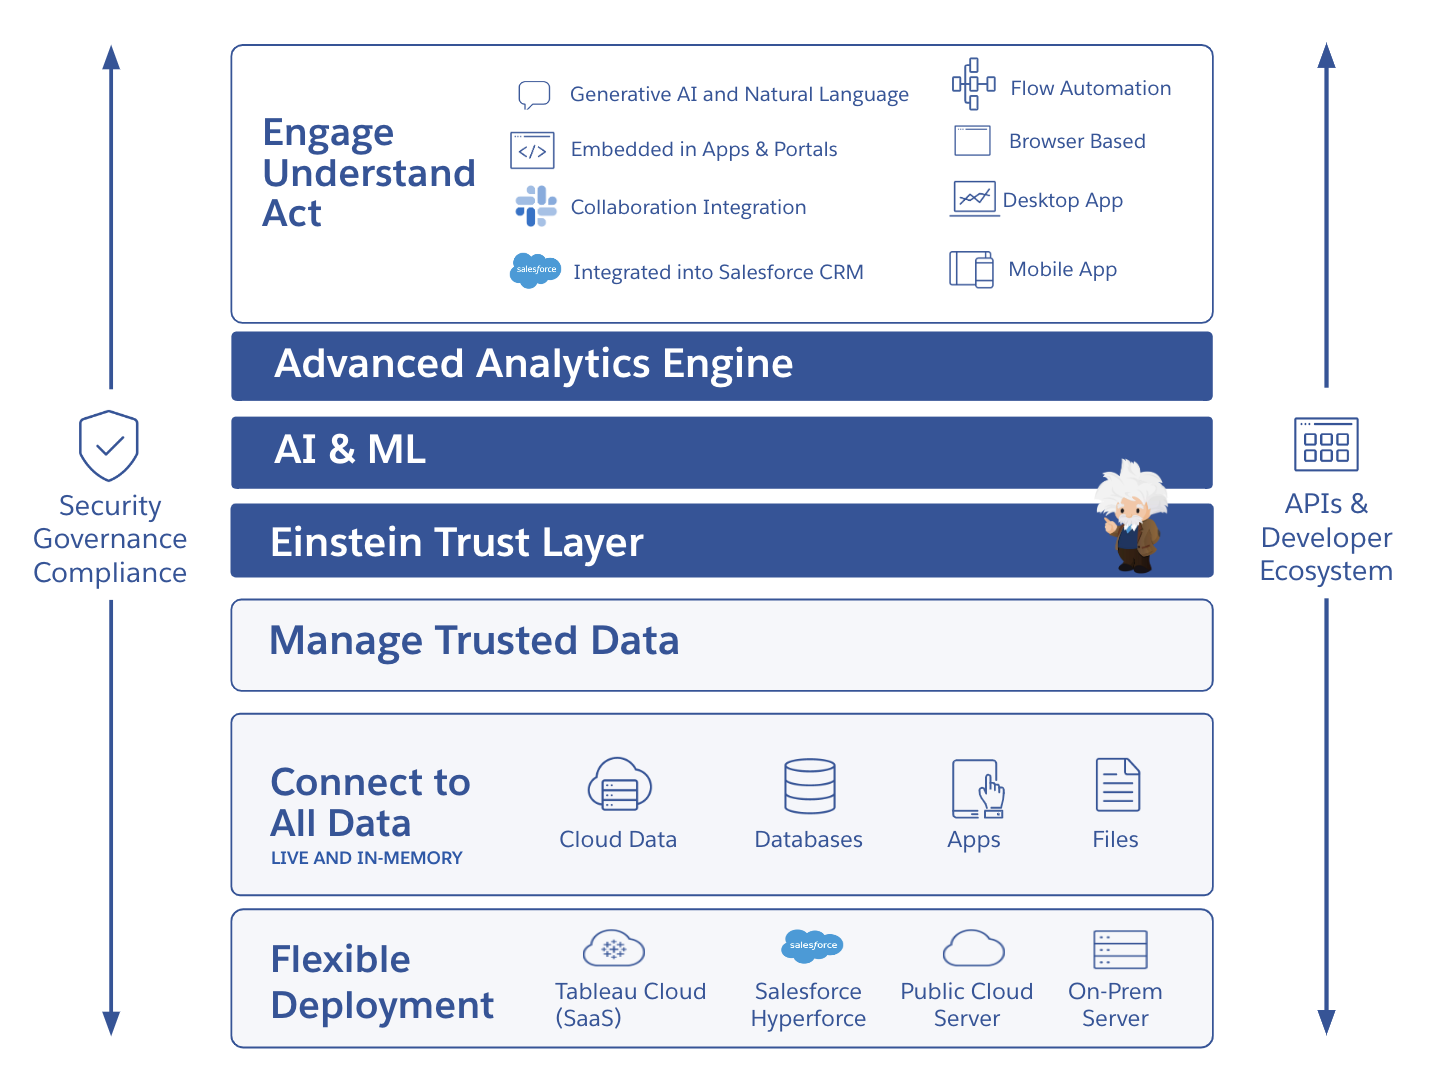 Engage
Understand
Act
Generative AI and Natural Language
Embedded in Apps & Portals
Collaboration Integration
salesforce
Integrated into Salesforce CRM
Flow Automation
Browser Based
Desktop App
Mobile App
Advanced Analytics Engine
AI & ML
Einstein Trust Layer
Security
Governance
Compliance
APIs &
Developer
Ecosystem
Manage Trusted Data
Connect to
All Data
LIVE AND IN-MEMORY
Cloud Data
Databases
Apps
Files
Flexible
Deployment
Tableau Cloud
(SaaS)
salesforce
Salesforce
Hyperforce
Public Cloud
Server
On-Prem
Server